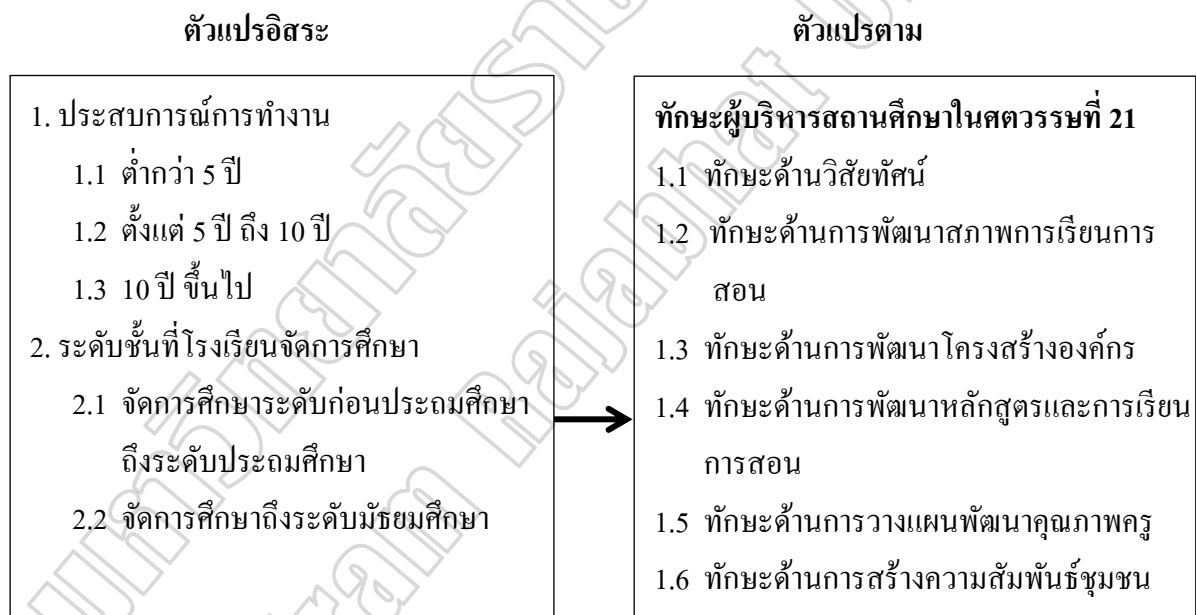 ตัวแปรอิสระ
ตัวแปรตาม
1. ประสบการณ์การทำงาน
1.1 ต่ำกว่า 5 ปี
1.2 ตั้งแต่ 5 ปี ถึง 10 ปี
1.3 10 ปี ขึ้นไป
2. ระดับชั้นที่โรงเรียนจัดการศึกษา
2.1 จัดการศึกษาระดับก่อนประถมศึกษา
ถึงระดับประถมศึกษา
2.2 จัดการศึกษาถึงระดับมัธยมศึกษา
ทักษะผู้บริหารสถานศึกษาในศตวรรษที่ 21
1.1 ทักษะด้านวิสัยทัศน์
1.2 ทักษะด้านการพัฒนาสภาพการเรียนการ
สอน
1.3 ทักษะด้านการพัฒนาโครงสร้างองค์กร
1.4 ทักษะด้านการพัฒนาหลักสูตรและการเรียน
การสอน
1.5 ทักษะด้านการวางแผนพัฒนาคุณภาพครู
1.6 ทักษะด้านการสร้างความสัมพันธ์ชุมชน